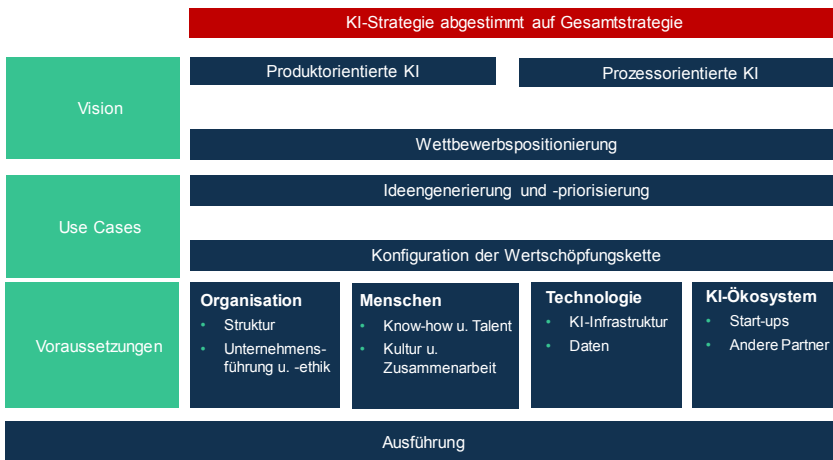 KI-Strategie abgestimmt auf Gesamtstrategie
Vision
Produktorientierte KI
Prozessorientierte KI
Wettbewerbspositionierung
Use Cases
Ideengenerierung und -priorisierung
Konfiguration der Wertschöpfungskette
Voraussetzungen
Organisation
• Struktur
• Unternehmens-
führung u. -ethik
Menschen
• Know-how u. Talent
• Kultur u.
Zusammenarbeit
Technologie
• KI-Infrastruktur
• Daten
KI-Ökosystem
• Start-ups
• Andere Partner
Ausführung